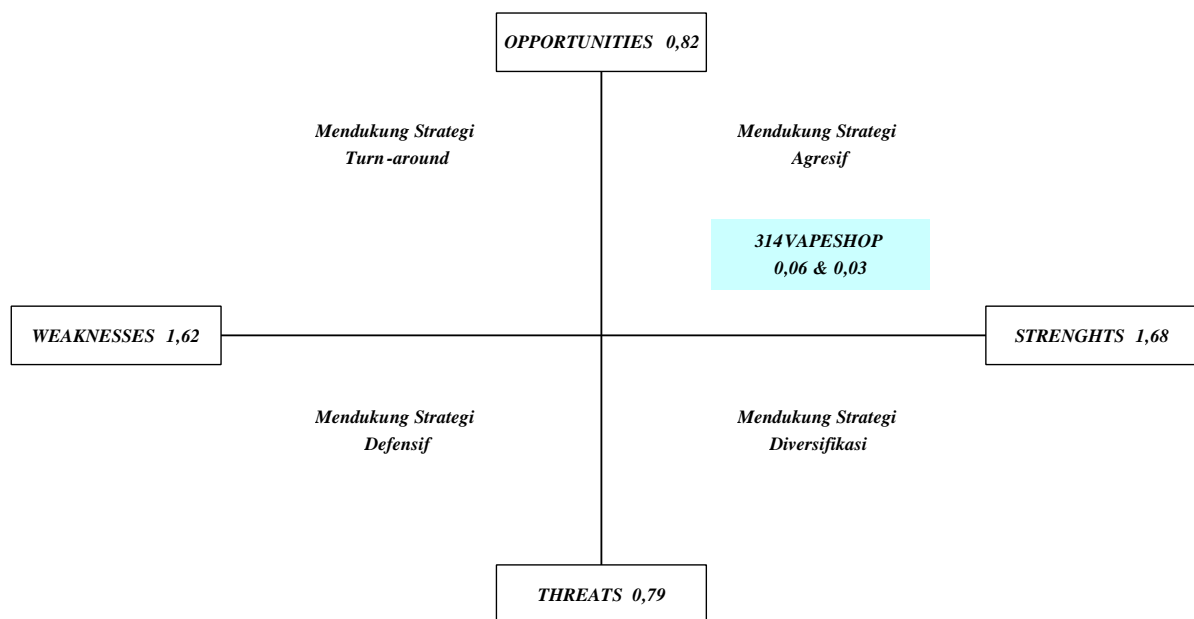 OPPORTUNITIES 0,82
Mendukung Strategi
Turn-around
Mendukung Strategi
Agresif
314VAPESHOP
0,06 & 0,03
WEAKNESSES 1,62
STRENGHTS 1,68
Mendukung Strategi
Defensif
Mendukung Strategi
Diversifikasi
THREATS 0,79